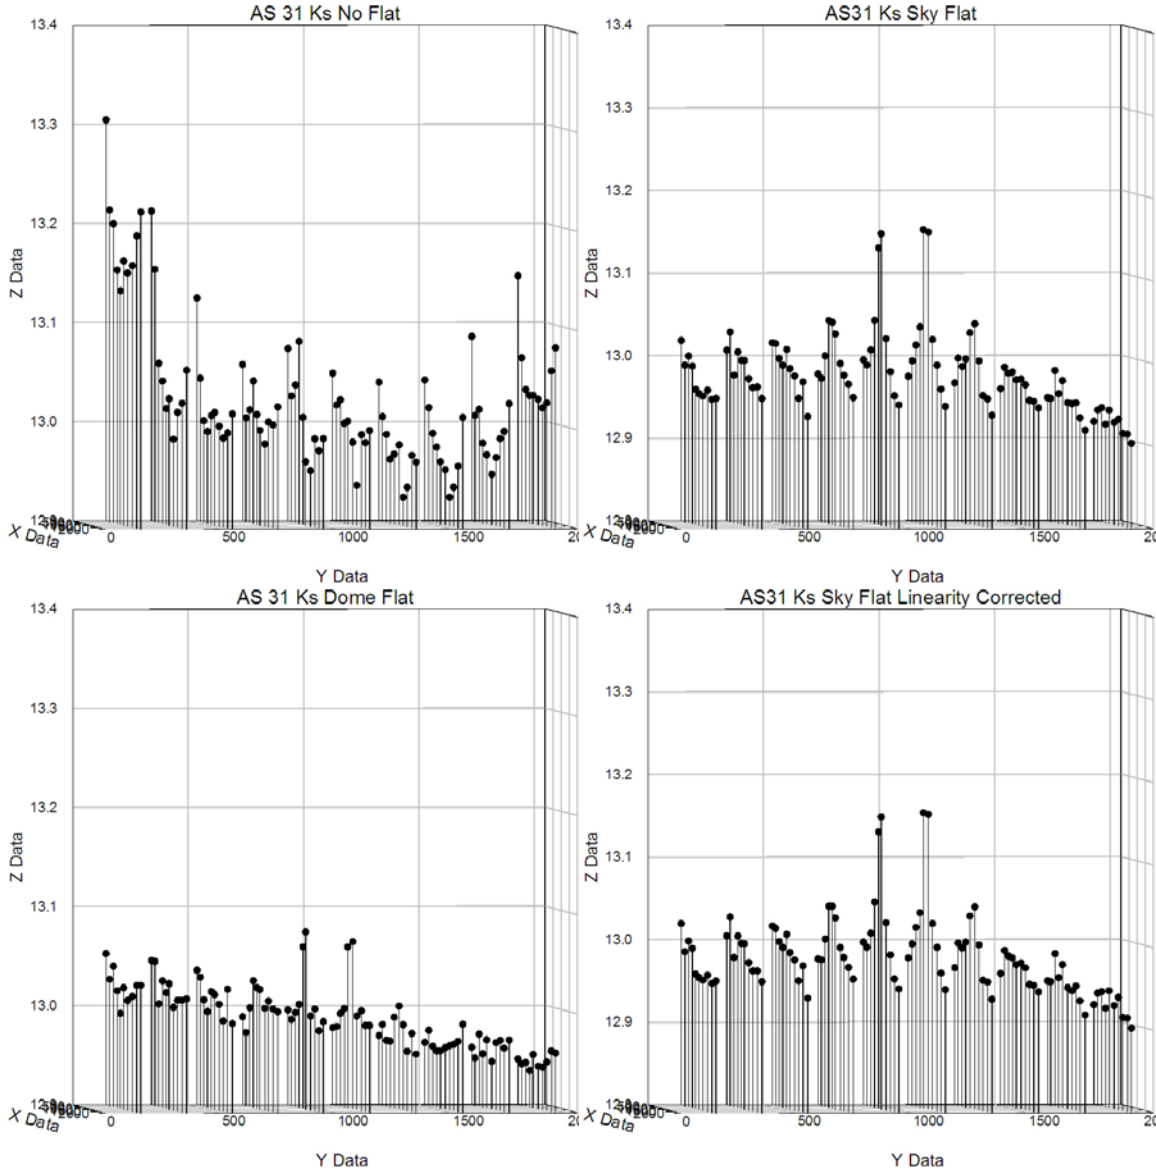 AS 31 Ks No Flat
13.4
13.3
13.2
13.1
13.0
Z Data
X Data
0
500
1000
1500
20
Y Data
AS31 Ks Sky Flat
13.4
13.3
13.2
13.1
13.0
12.9
Z Data
X Data
0
500
1000
1500
20
Y Data
AS 31 Ks Dome Flat
13.4
13.3
13.2
13.1
13.0
Z Data
X Data
0
500
1000
1500
20
Y Data
AS31 Ks Sky Flat Linearity Corrected
13.4
13.3
13.2
13.1
13.0
12.9
Z Data
X Data
0
500
1000
1500
20
Y Data